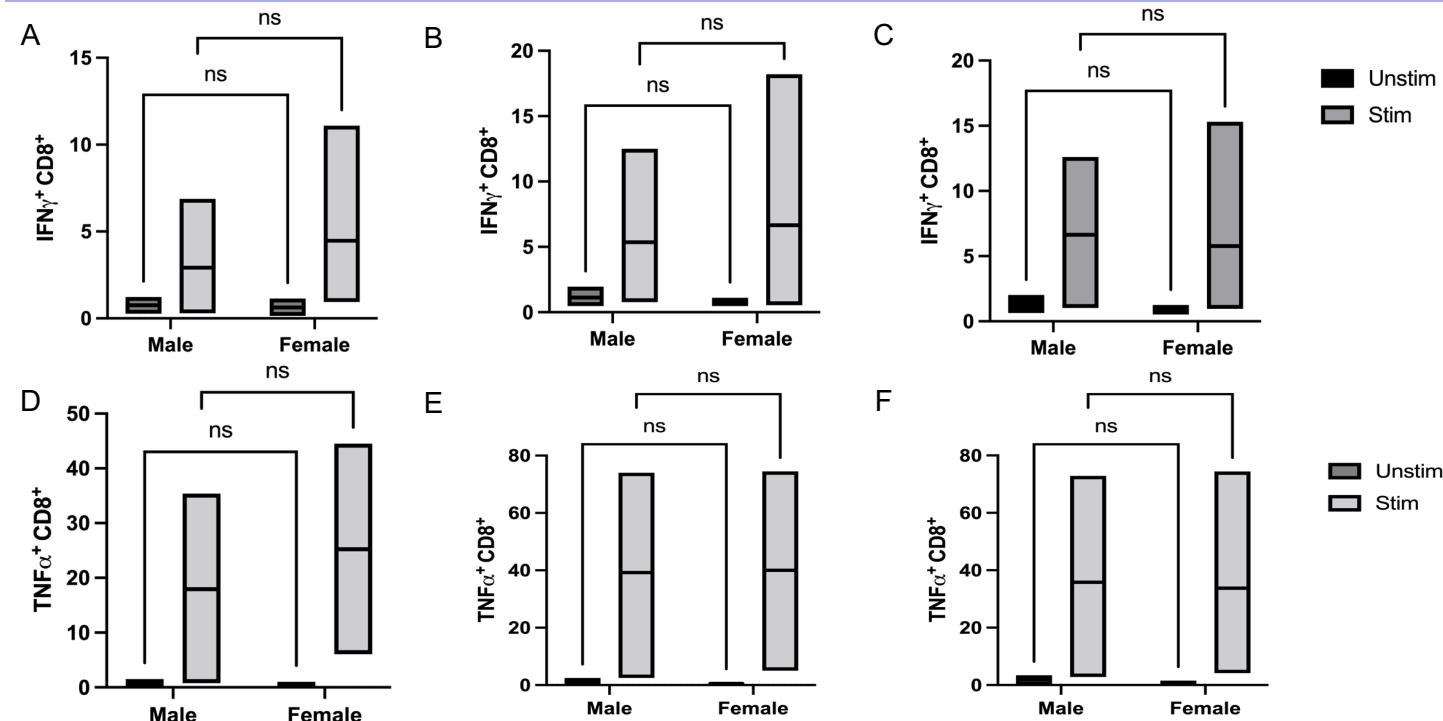 A
ns
ns
15
10
5
0
IFNγ⁺ CD8⁺
Male
Female
B
ns
ns
20
15
10
5
0
IFNγ⁺ CD8⁺
Male
Female
C
ns
ns
20
15
10
5
0
IFNγ⁺ CD8⁺
Male
Female
Unstim
Stim
D
ns
ns
50
40
30
20
10
0
TNFα⁺ CD8⁺
Male
Female
E
ns
ns
80
60
40
20
0
TNFα⁺ CD8⁺
Male
Female
F
ns
ns
80
60
40
20
0
TNFα⁺ CD8⁺
Male
Female
Unstim
Stim